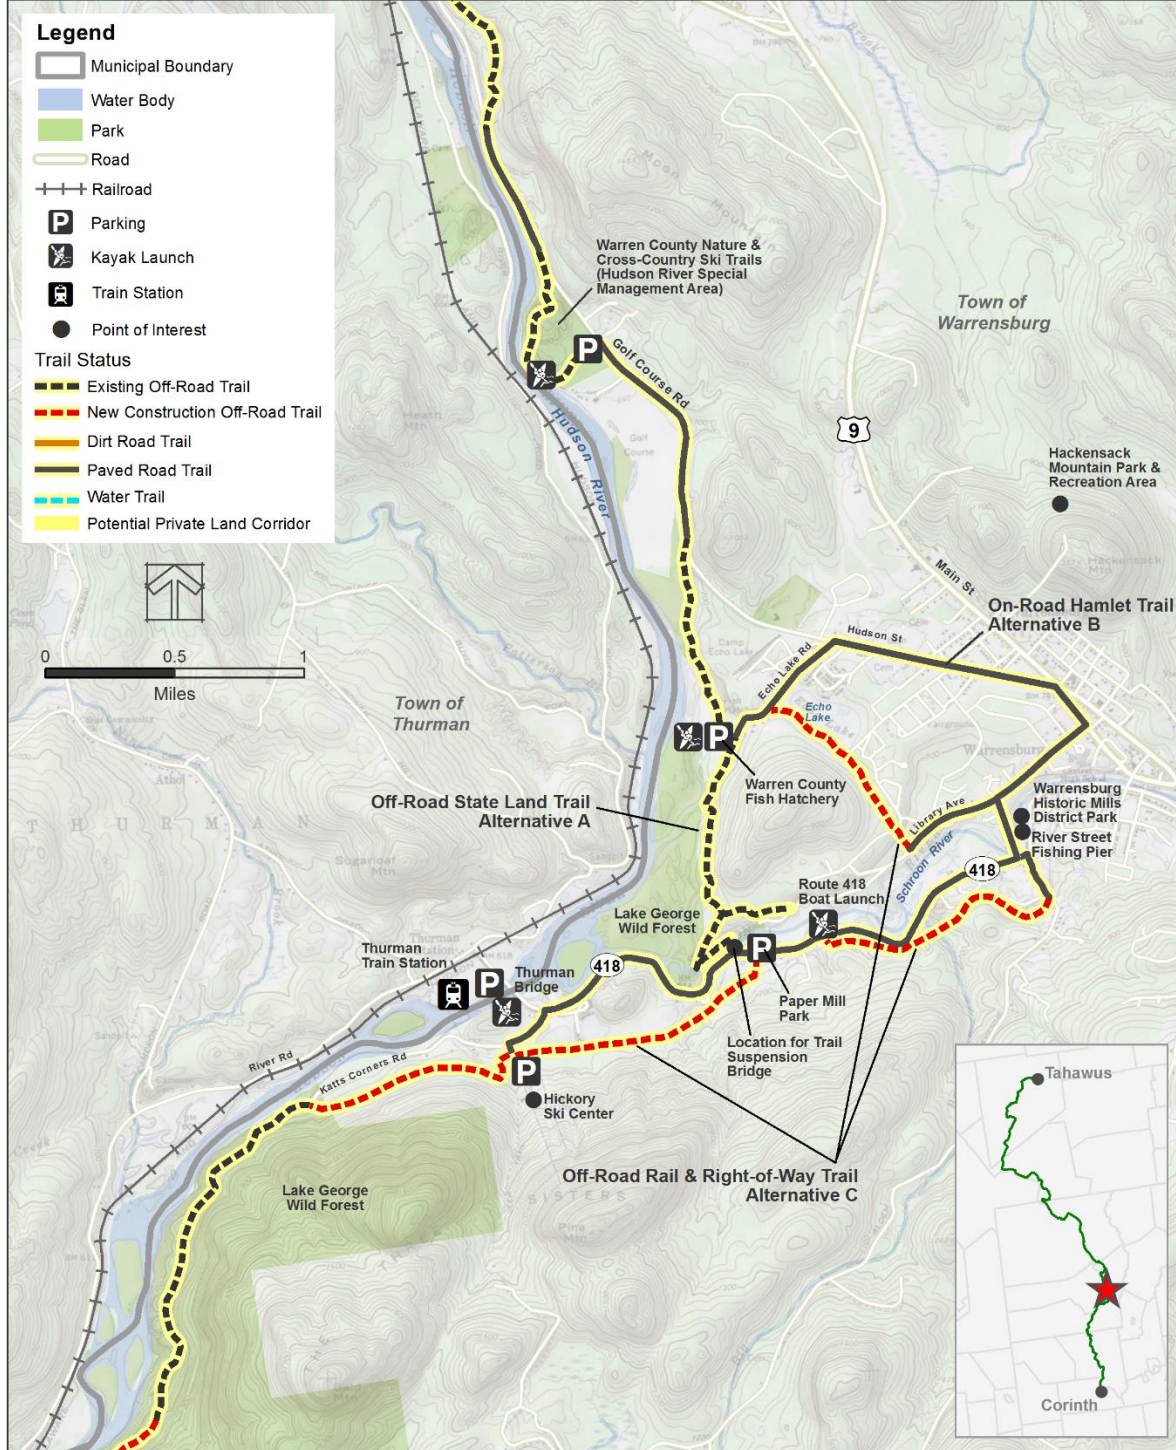 Legend
Municipal Boundary
Water Body
Park
Road
Railroad
P
Parking
Kayak Launch
Train Station
Point of Interest
Trail Status
Existing Off-Road Trail
New Construction Off-Road Trail
Dirt Road Trail
Paved Road Trail
Water Trail
Potential Private Land Corridor
0
0.5
1
Miles
Warren County Nature &
Cross-Country Ski Trails
(Hudson River Special
Management Area)
Town of
Warrensburg
P
Golf Course Rd
Hudson
River
Golf
Course
9
Hackensack
Mountain Park &
Recreation Area
Main St
On-Road Hamlet Trail
Alternative B
Hudson St
Echo Lake Rd
Echo
Lake
Town of
Thurman
P
Warren County
Fish Hatchery
Warrensburg
Off-Road State Land Trail
Alternative A
Library Ave
Warrensburg
Historic Mills
District Park
River Street
Fishing Pier
Schroon River
418
Route 418
Boat Launch
Athol
THURMAN
Lake George
Wild Forest
Thurman
Train Station
P
Thurman
Bridge
418
P
Paper Mill
Park
Location for Trail
Suspension
Bridge
River Rd
Katts Corners Rd
P
Hickory
Ski Center
Off-Road Rail & Right-of-Way Trail
Alternative C
Lake George
Wild Forest
SISTERS
THE
Tahawus
Corinth